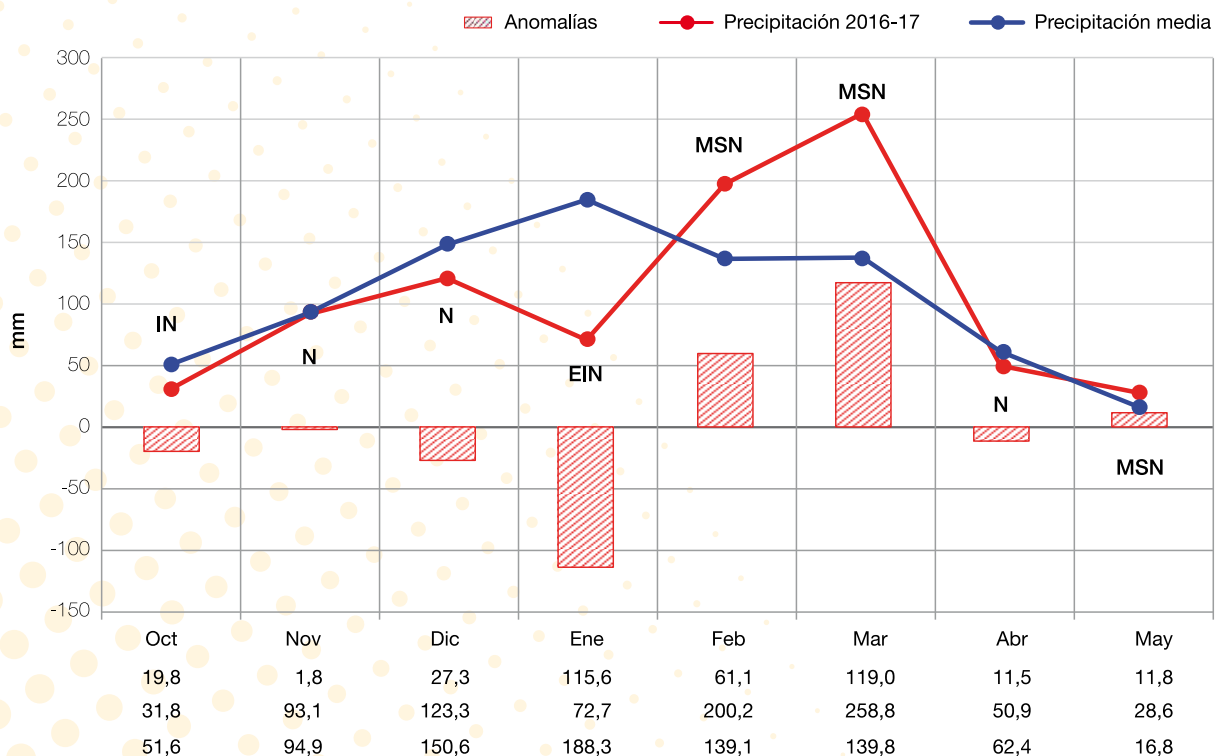 Anomalías Precipitación 2016-17 Precipitación media
300
250
200
150
100
50
0
-50
-100
-150
mm
IN
N
N
EIN
MSN
MSN
N
MSN
Oct Nov Dic Ene Feb Mar Abr May
19,8 1,8 27,3 115,6 61,1 119,0 11,5 11,8
31,8 93,1 123,3 72,7 200,2 258,8 50,9 28,6
51,6 94,9 150,6 188,3 139,1 139,8 62,4 16,8